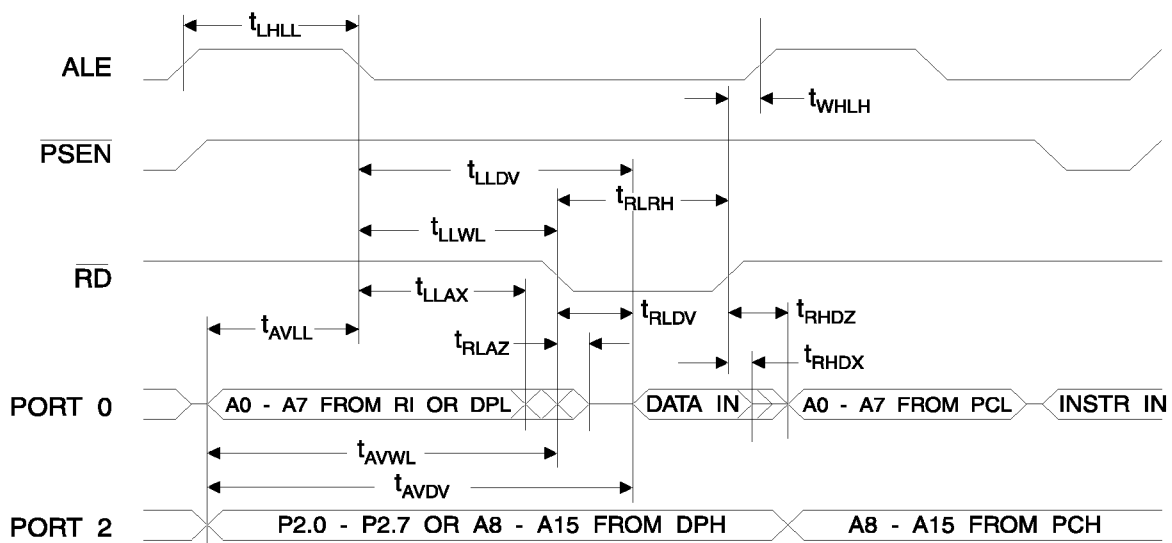 tLHLL
ALE
tWHLH
PSEN
tLLDV
tRLRH
tLLWL
RD
tLLAX
tRLDV
tRHDZ
tAVLL
tRLAZ
tRHDX
PORT 0
A0 - A7 FROM RI OR DPL
DATA IN
A0 - A7 FROM PCL
INSTR IN
tAVWL
tAVDV
PORT 2
P2.0 - P2.7 OR A8 - A15 FROM DPH
A8 - A15 FROM PCH